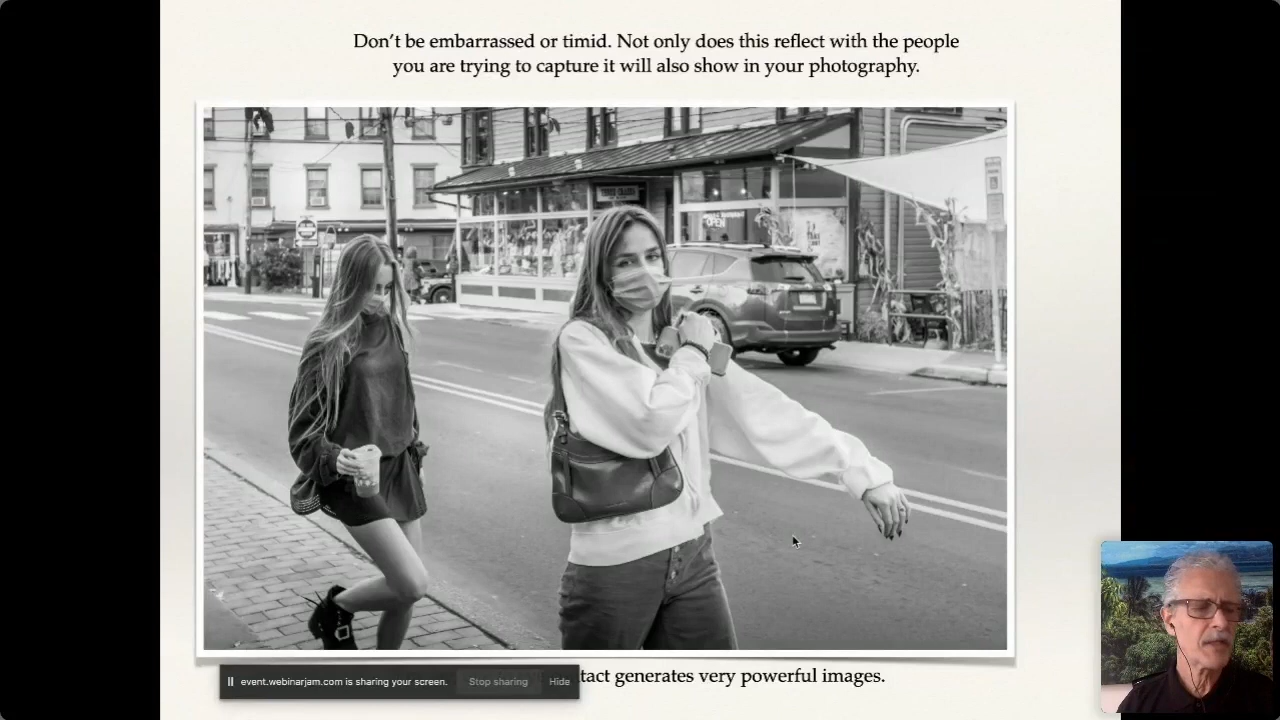 Don't be embarrassed or timid. Not only does this reflect with the people
you are trying to capture it will also show in your photography.
OPEN
event.webinarjam.com is sharing your screen. Stop sharing Hide
tact generates very powerful images.